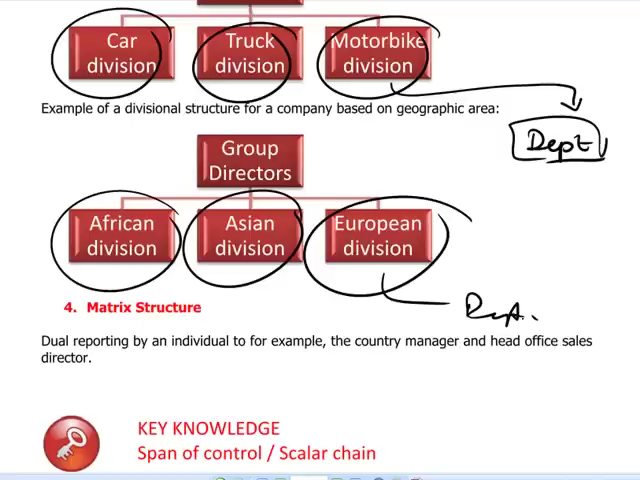 Car division
Truck division
Motorbike division
Example of a divisional structure for a company based on geographic area:
Dept
Group Directors
African division
Asian division
European division
4. Matrix Structure
Dept.
Dual reporting by an individual to for example, the country manager and head office sales
director.
KEY KNOWLEDGE
Span of control / Scalar chain